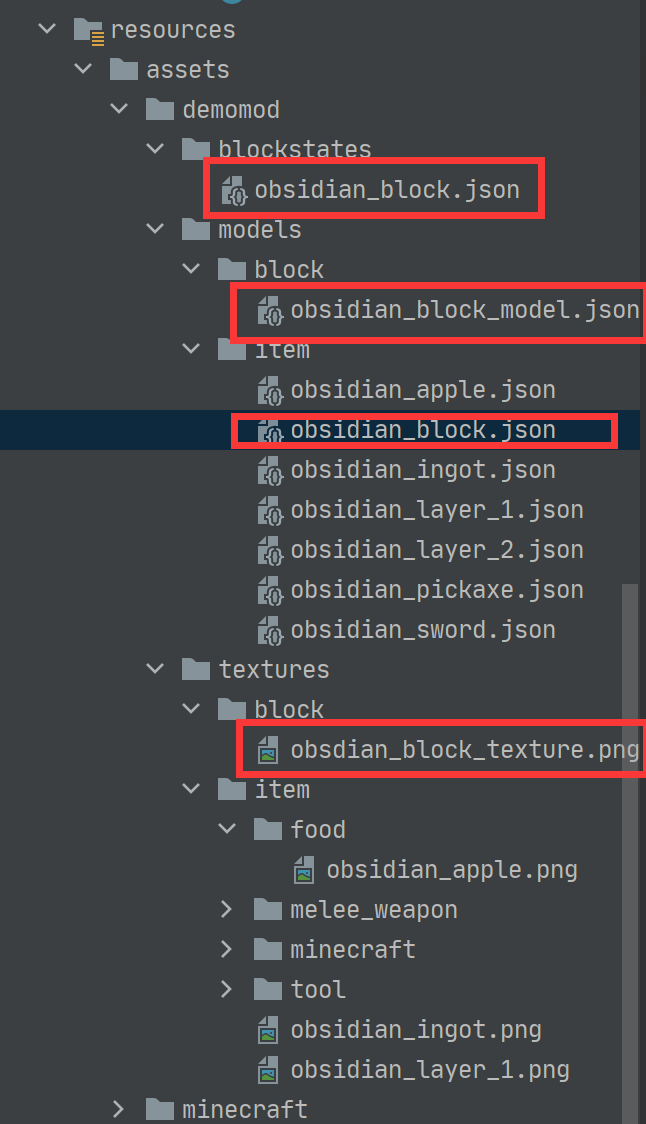 resources
assets
demomod
blockstates
obsidian_block.json
models
block
obsidian_block_model.json
item
obsidian_apple.json
obsidian_block.json
obsidian_ingot.json
obsidian_layer_1.json
obsidian_layer_2.json
obsidian_pickaxe.json
obsidian_sword.json
textures
block
obsdian_block_texture.png
item
food
obsidian_apple.png
melee_weapon
minecraft
tool
obsidian_ingot.png
obsidian_layer_1.png
minecraft